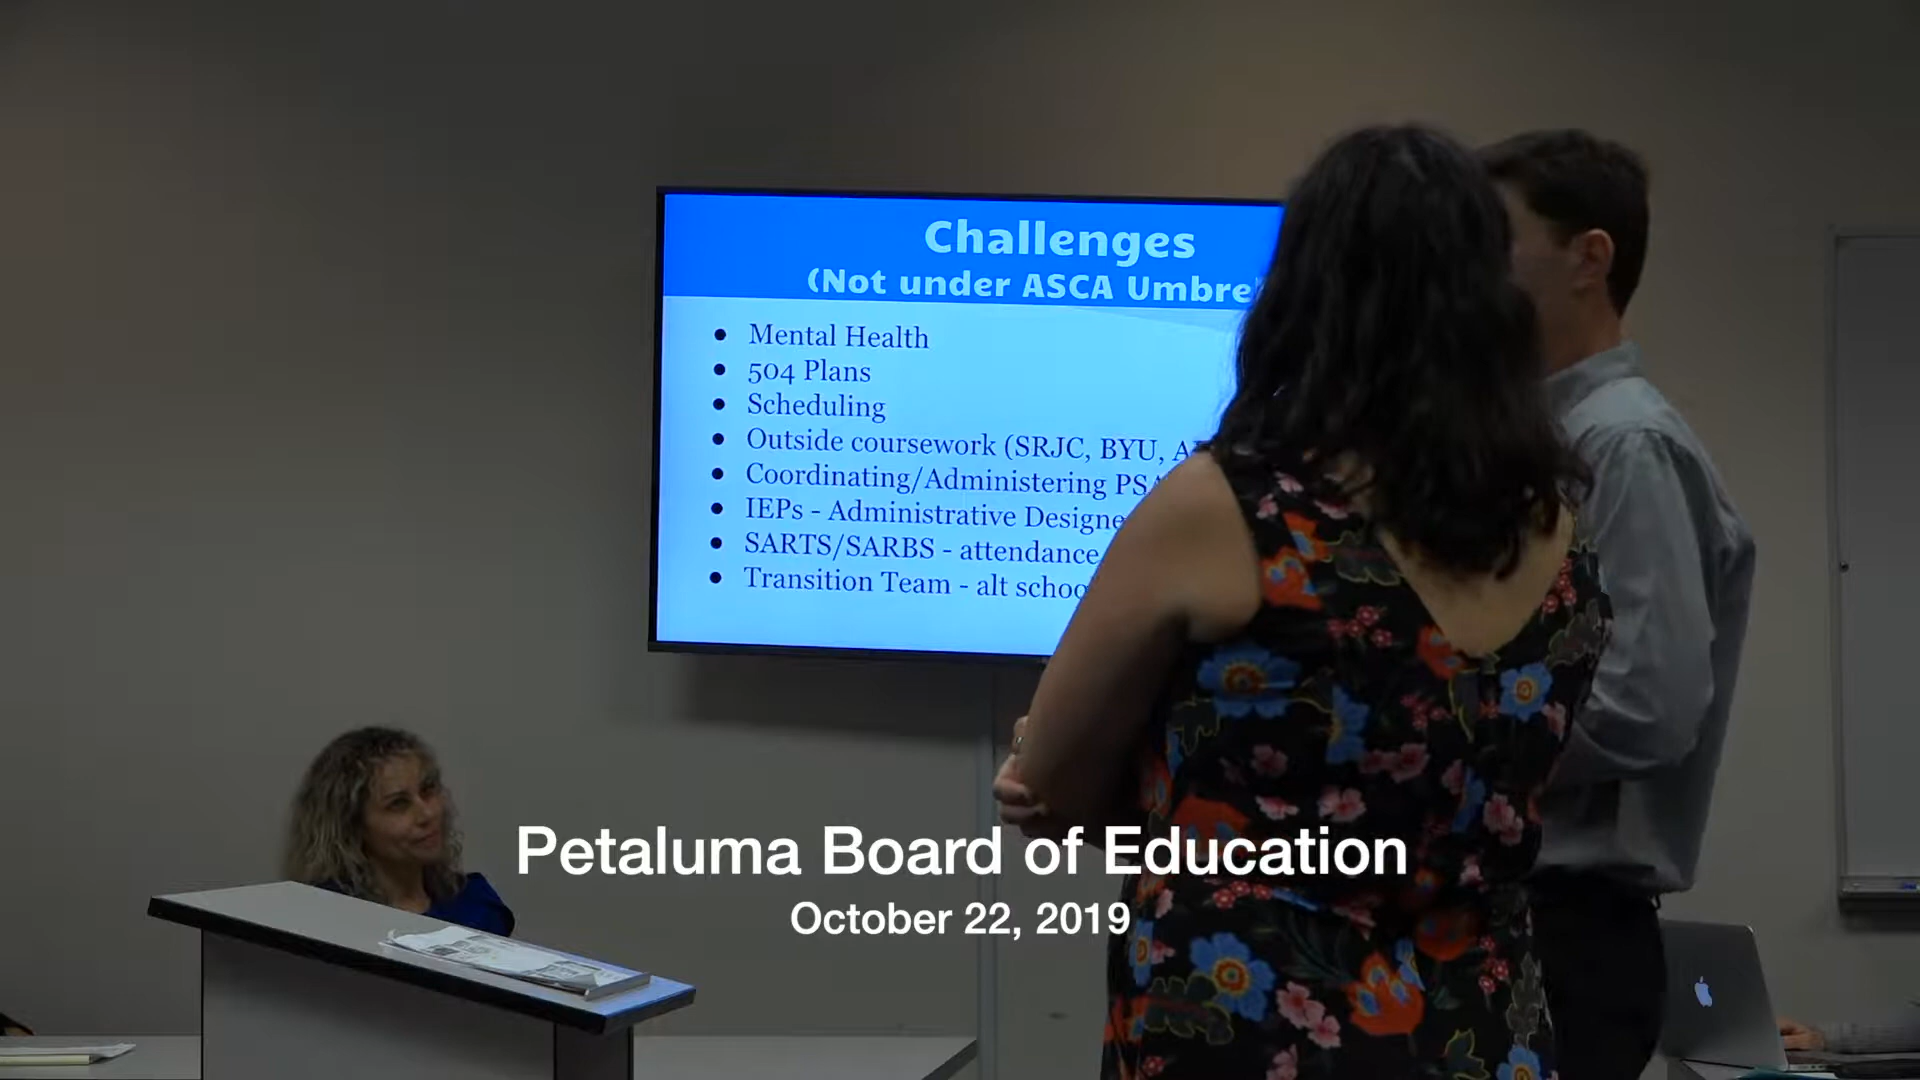 Challenges
(Not under ASCA
Mental Health
504 Plans
Scheduling
Outside coursework (SRJC, BYU,
Coordinating/Administering
IEPs - Administrative
SARTS/SARBS - attendance
Transition Team - alt
Petaluma Board of Education
October 22, 2019